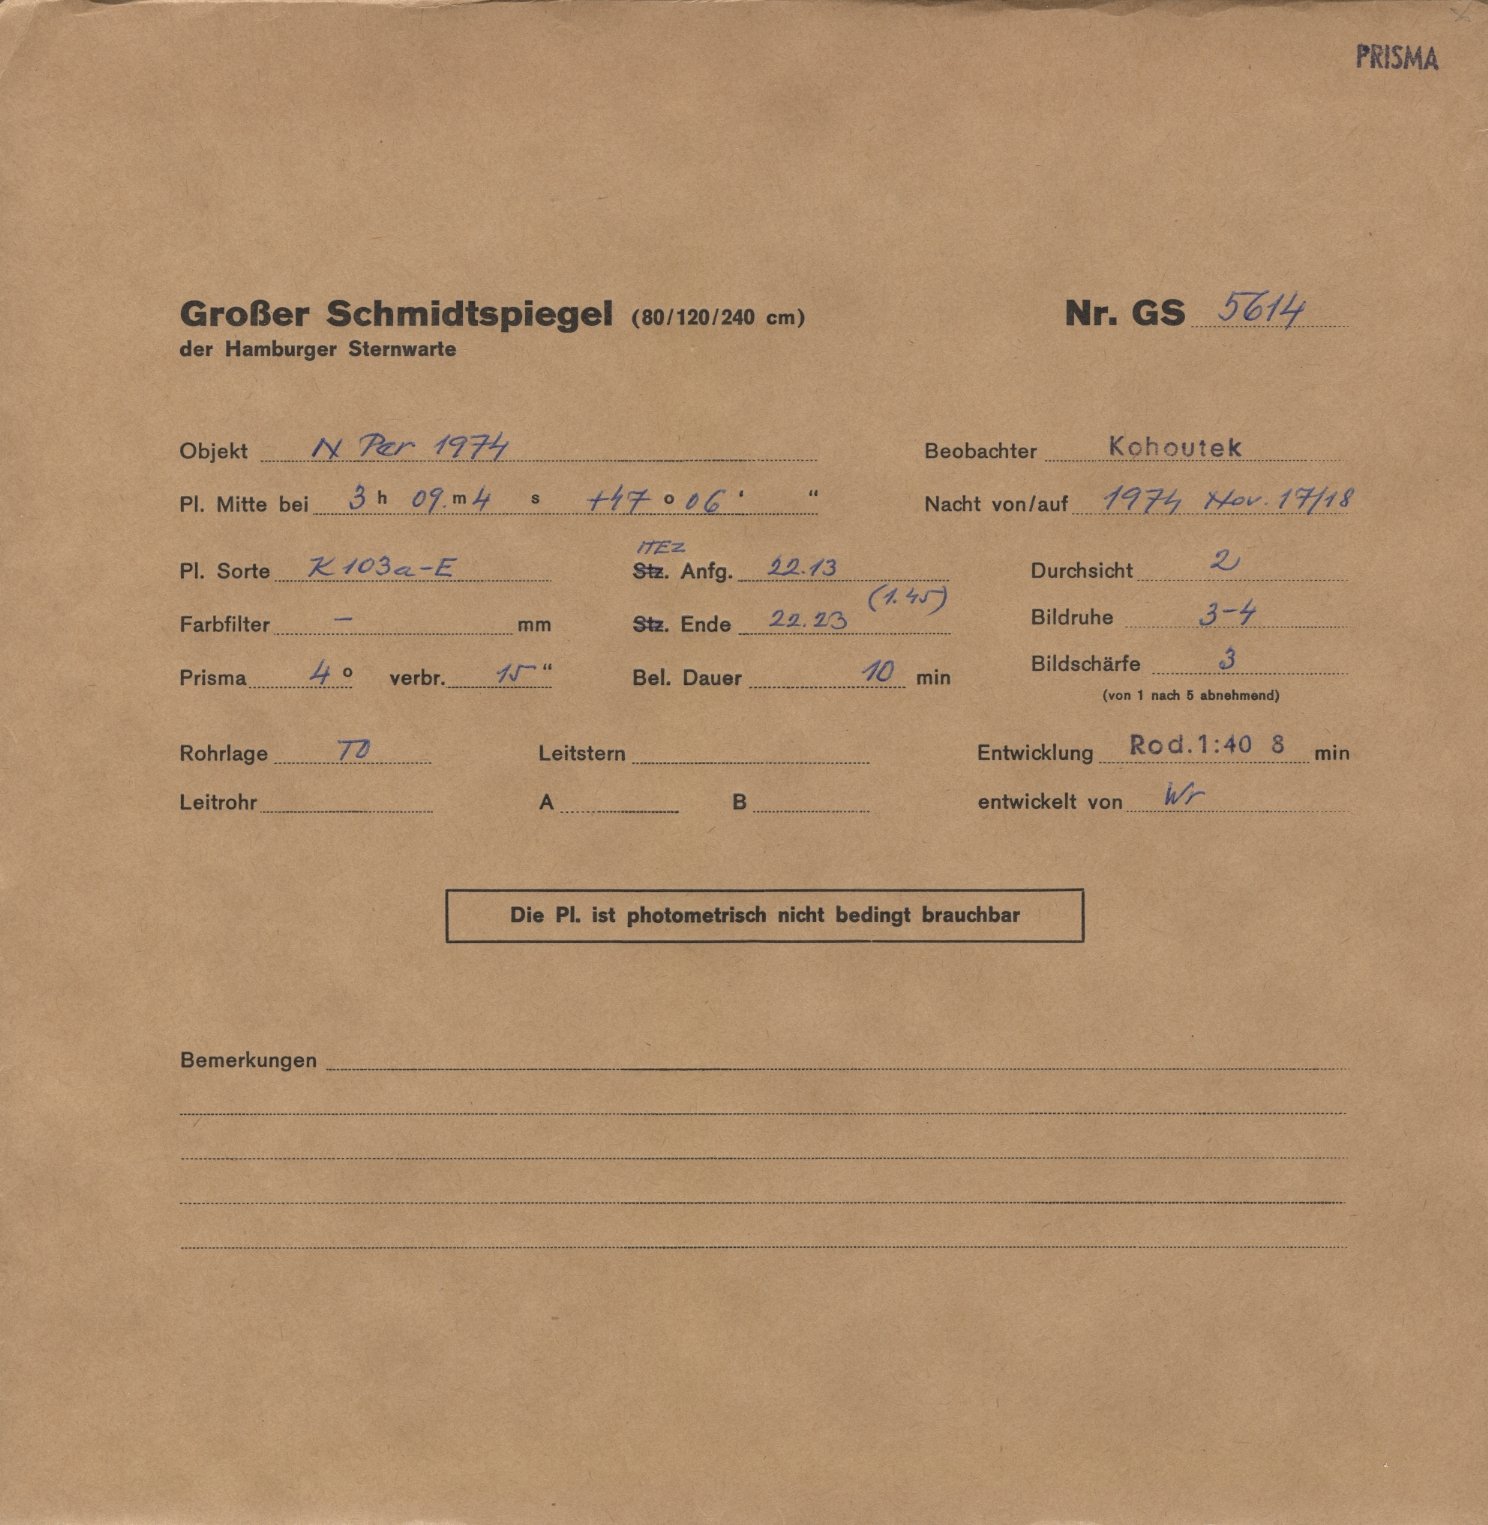 PRISMA
Großer Schmidtspiegel (80/120/240 cm) Nr. GS 5614
der Hamburger Sternwarte
Objekt N Per 1974 Beobachter Kohoutek
Pl. Mitte bei 3 h 09. m 4 s +47 o 06 ' “ Nacht von/auf 1974 Nov. 17/18
MEZ
Pl. Sorte K 103a-E Stz. Anfg. 22.13 Durchsicht 2
(1.45)
Farbfilter – mm Stz. Ende 22.23 Bildruhe 3-4
Prisma 4 o verbr. 15 “ Bel. Dauer 10 min Bildschärfe 3
(von 1 nach 5 abnehmend)
Rohrlage TO Leitstern Entwicklung Rod. 1:40 8 min
Leitrohr A B entwickelt von Wr
Die Pl. ist photometrisch nicht bedingt brauchbar
Bemerkungen